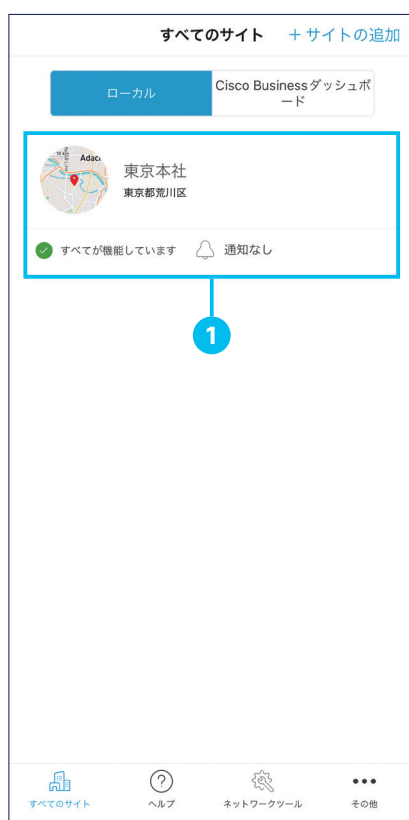 すべてのサイト ＋サイトの追加
ローカル
Cisco Businessダッシュボ
ード
Adac
東京本社
東京都荒川区
すべてが機能しています 通知なし
1
すべてのサイト ヘルプ ネットワークツール その他